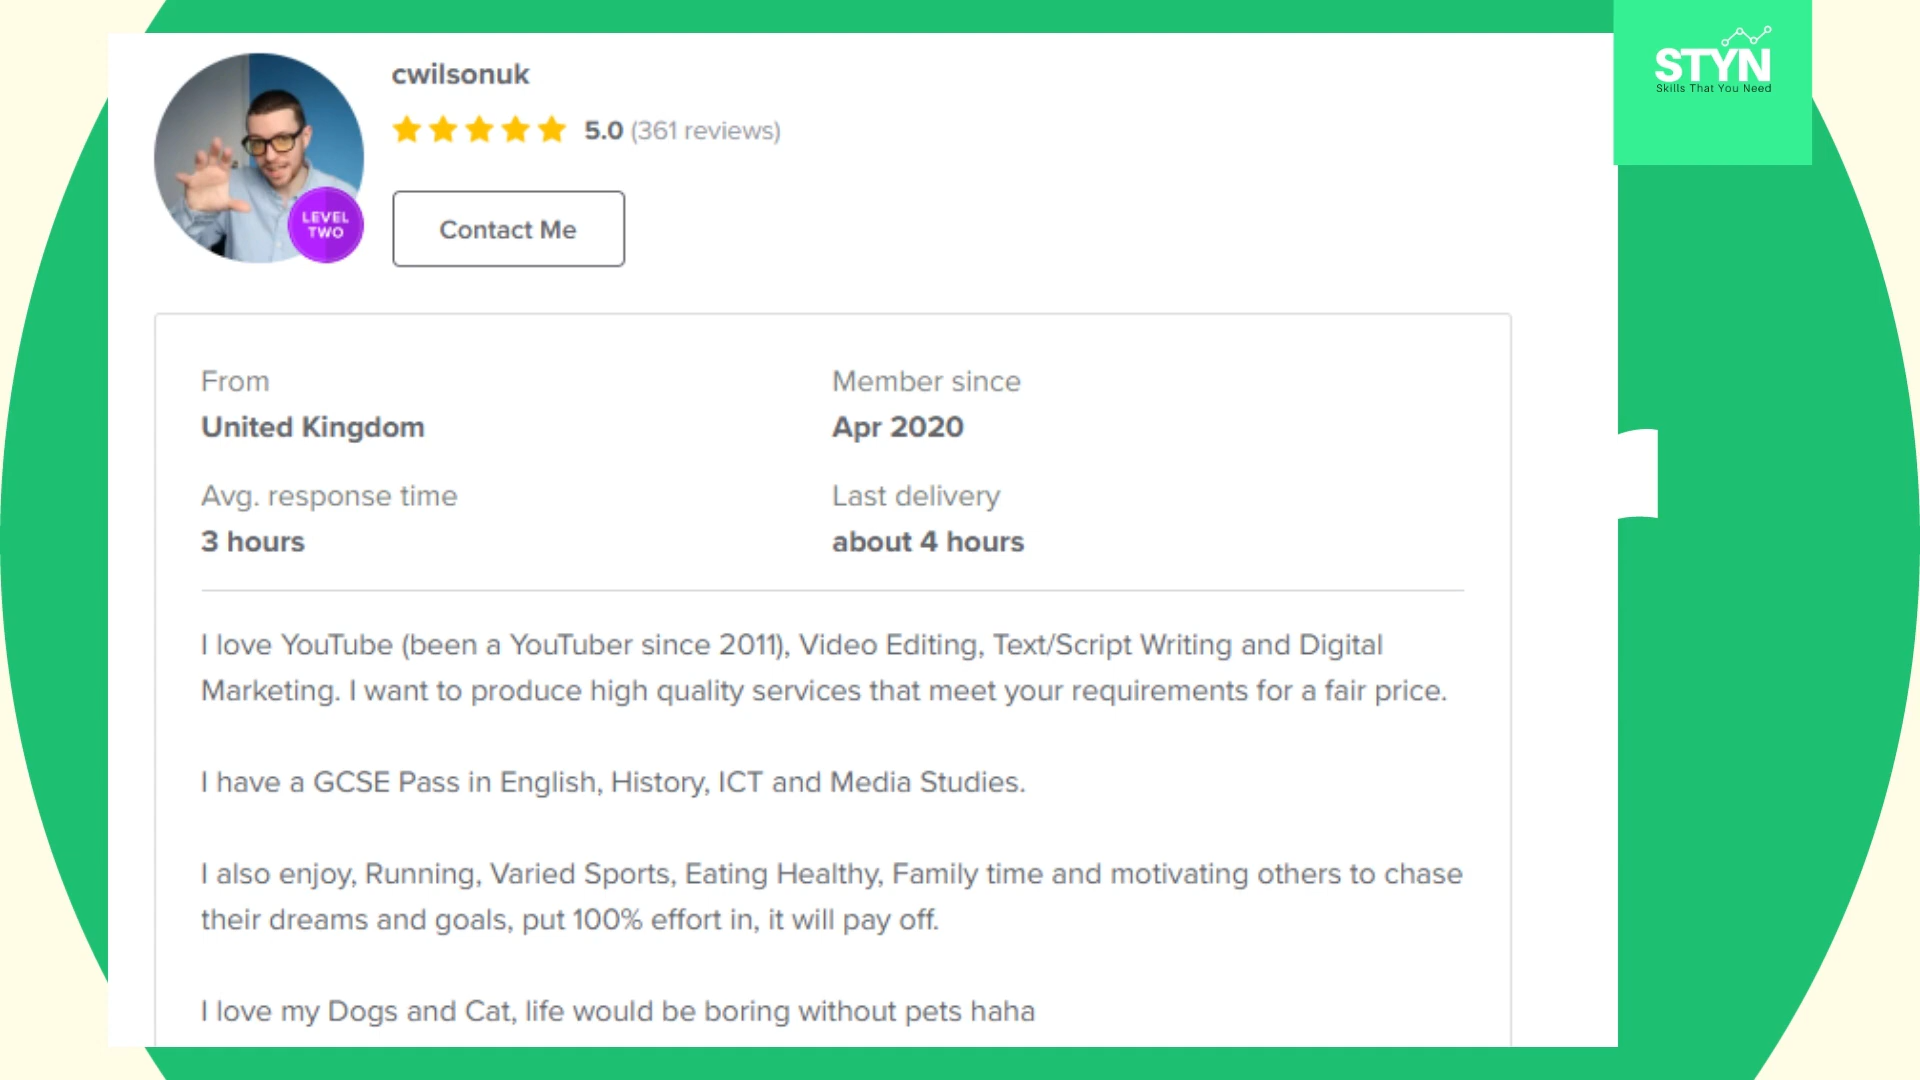 STYN
Skills That You Need
cwilsonuk
5.0 (361 reviews)
LEVEL
TWO
Contact Me
From
United Kingdom
Member since
Apr 2020
Avg. response time
3 hours
Last delivery
about 4 hours
I love YouTube (been a YouTuber since 2011), Video Editing, Text/Script Writing and Digital
Marketing. I want to produce high quality services that meet your requirements for a fair price.
I have a GCSE Pass in English, History, ICT and Media Studies.
I also enjoy, Running, Varied Sports, Eating Healthy, Family time and motivating others to chase
their dreams and goals, put 100% effort in, it will pay off.
I love my Dogs and Cat, life would be boring without pets haha